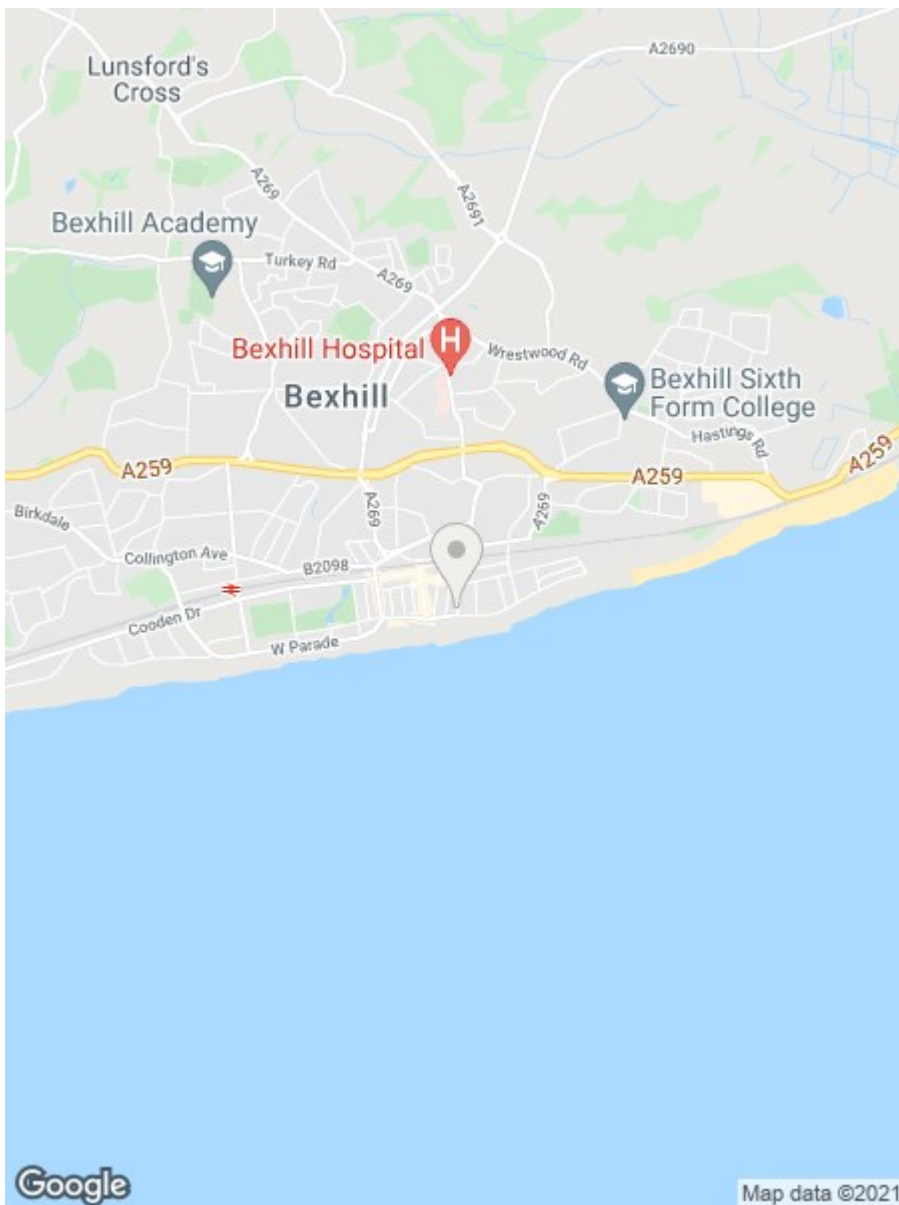 A2690
Lunsford's
Cross
A269
A2691
Bexhill Academy
Turkey Rd
A269
Bexhill Hospital
H
Wrestwood Rd
Bexhill
Bexhill Sixth
Form College
Hastings Rd
A259
A259
A259
Birkdale
A269
A269
Collington Ave
B2098
Cooden Dr
W Parade
Google
Map data ©2021